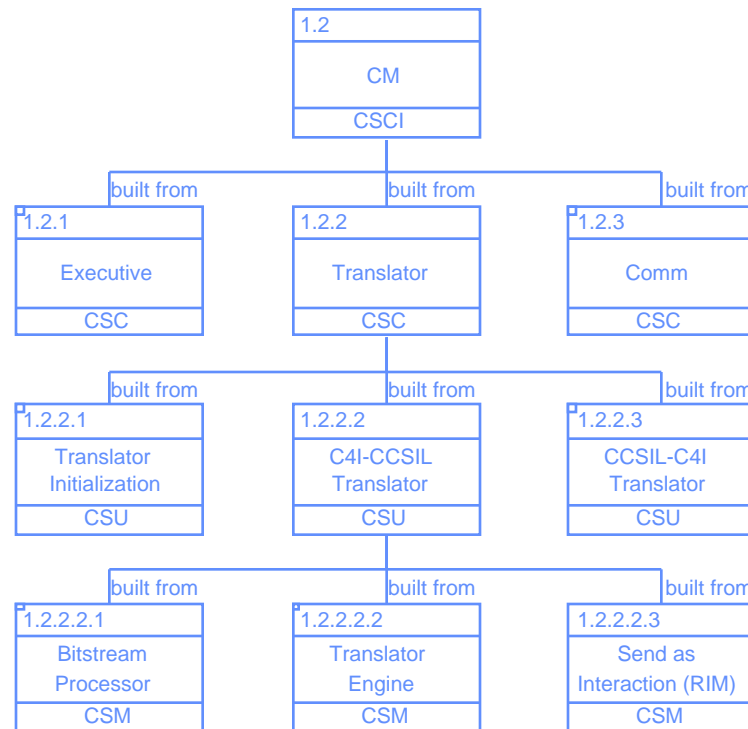 1.2
CM
CSCI
built from
built from
built from
1.2.1
Executive
CSC
1.2.2
Translator
CSC
1.2.3
Comm
CSC
built from
built from
built from
1.2.2.1
Translator
Initialization
CSU
1.2.2.2
C4I-CCSIL
Translator
CSU
1.2.2.3
CCSIL-C4I
Translator
CSU
built from
built from
built from
1.2.2.2.1
Bitstream
Processor
CSM
1.2.2.2.2
Translator
Engine
CSM
1.2.2.2.3
Send as
Interaction (RIM)
CSM